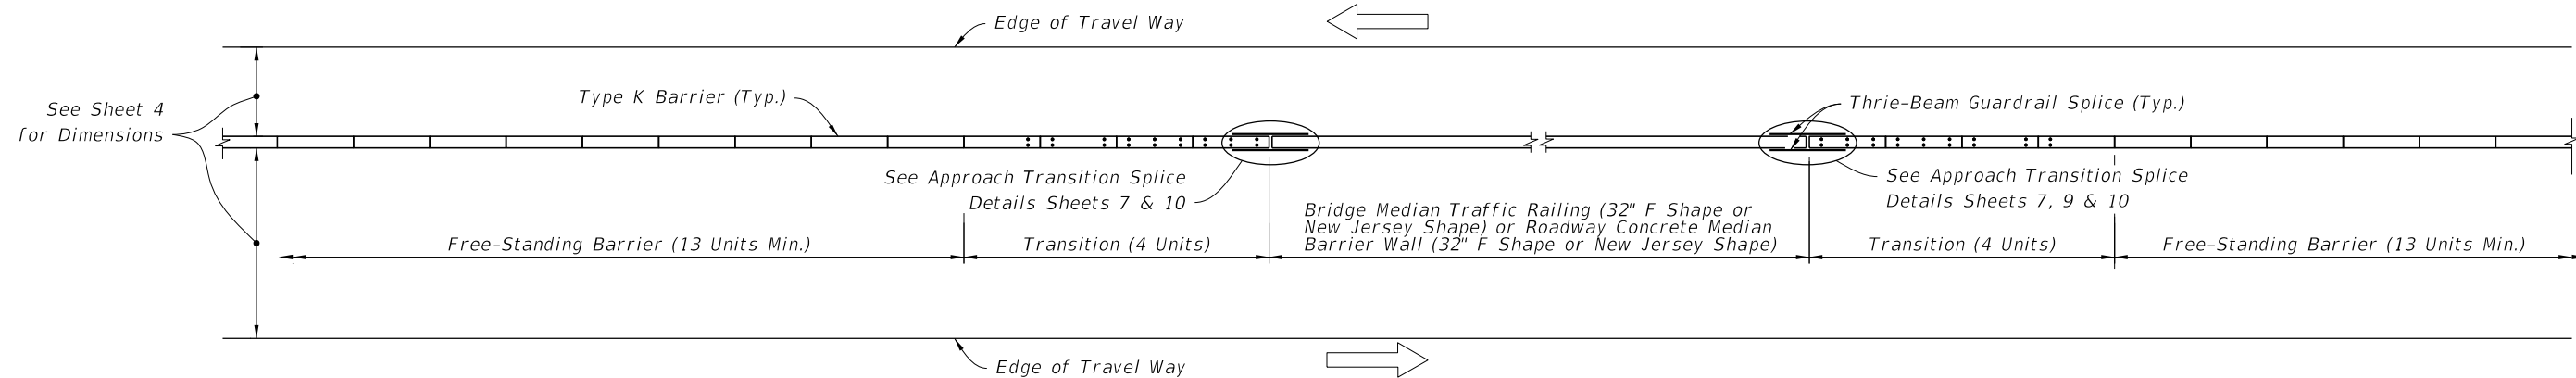 Edge of Travel Way
See Sheet 4
for Dimensions
Type K Barrier (Typ.)
Thrie-Beam Guardrail Splice (Typ.)
See Approach Transition Splice
Details Sheets 7 & 10
See Approach Transition Splice
Details Sheets 7, 9 & 10
Free-Standing Barrier (13 Units Min.)
Transition (4 Units)
Bridge Median Traffic Railing (32" F Shape or
New Jersey Shape) or Roadway Concrete Median
Barrier Wall (32" F Shape or New Jersey Shape)
Transition (4 Units)
Free-Standing Barrier (13 Units Min.)
Edge of Travel Way